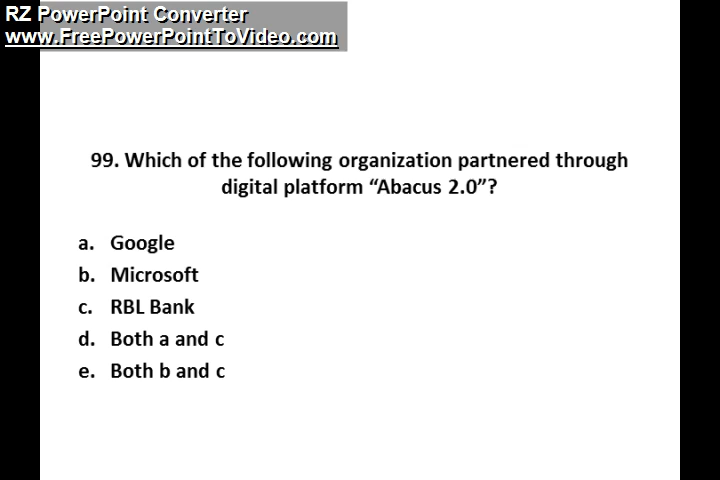 RZ PowerPoint Converter
www.FreePowerPointToVideo.com
99. Which of the following organization partnered through
digital platform “Abacus 2.0”?
a. Google
b. Microsoft
c. RBL Bank
d. Both a and c
e. Both b and c